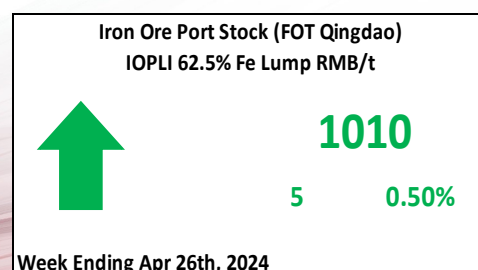 Iron Ore Port Stock (FOT Qingdao)
IOPLI 62.5% Fe Lump RMB/t
1010
5 0.50%
Week Ending Apr 26th, 2024